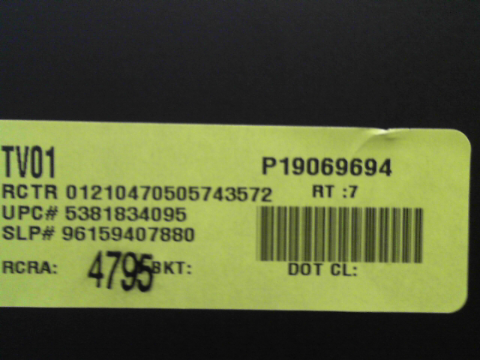 TV01 P19069694
RCTR 01210470505743572 RT :7
UPC# 5381834095
SLP# 96159407880
RCRA: 4795 BKT: DOT CL: